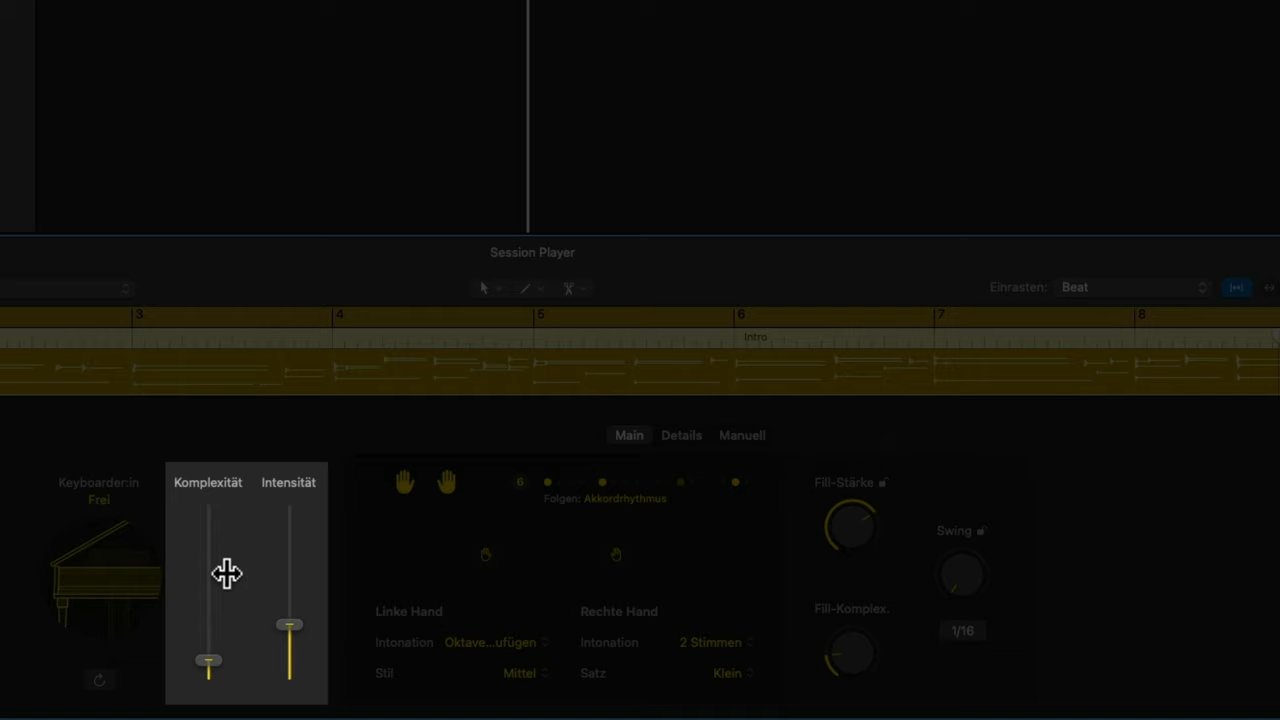 Session Player
Einrasten: Beat
3 4 5 6 7 8
Intro
Main Details Manuell
Keyboarder:in
Frei
Komplexität Intensität
6
Folgen: Akkordrhythmus
Linke Hand
Intonation Oktave...ufügen
Stil Mittel
Rechte Hand
Intonation 2 Stimmen
Satz Klein
Fill-Stärke
Fill-Komplex.
Swing
1/16